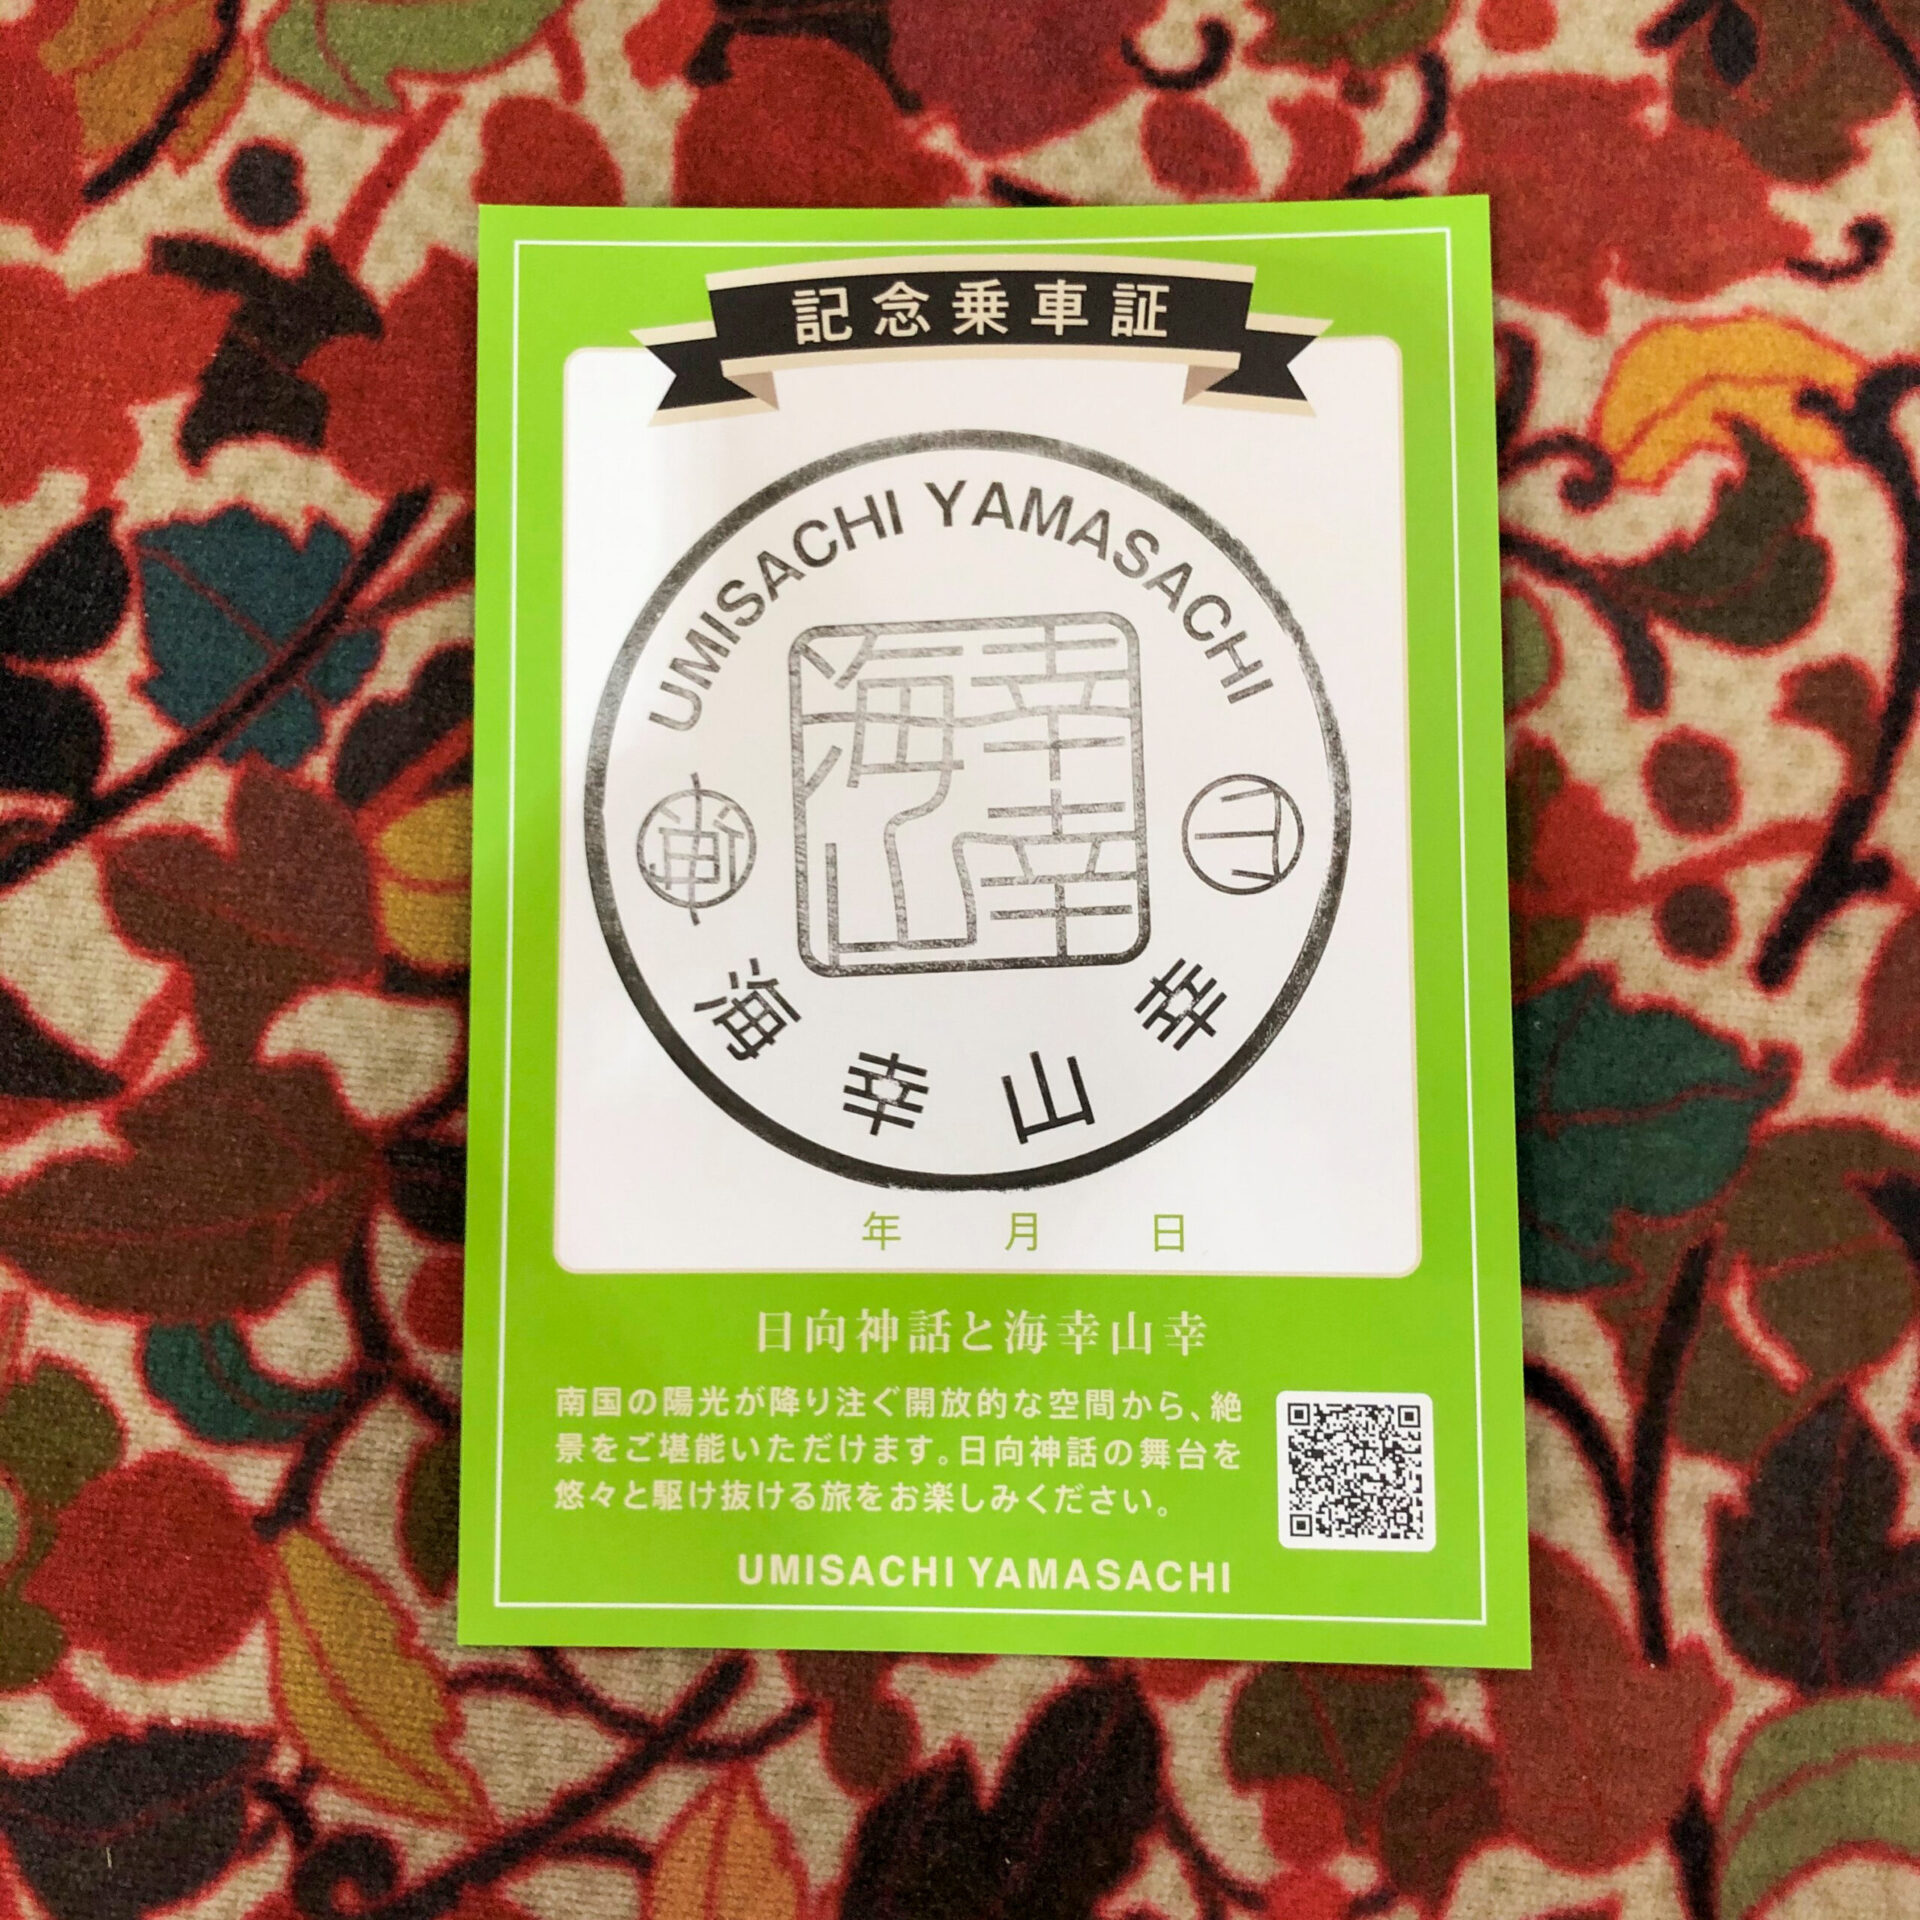 記念乗車証
UMISACHI YAMASACHI
海幸
山幸
海
山
海幸山幸
年 月 日
日向神話と海幸山幸
南国の陽光が降り注ぐ開放的な空間から、絶
景をご堪能いただけます。日向神話の舞台を
悠々と駆け抜ける旅をお楽しみください。
UMISACHI YAMASACHI